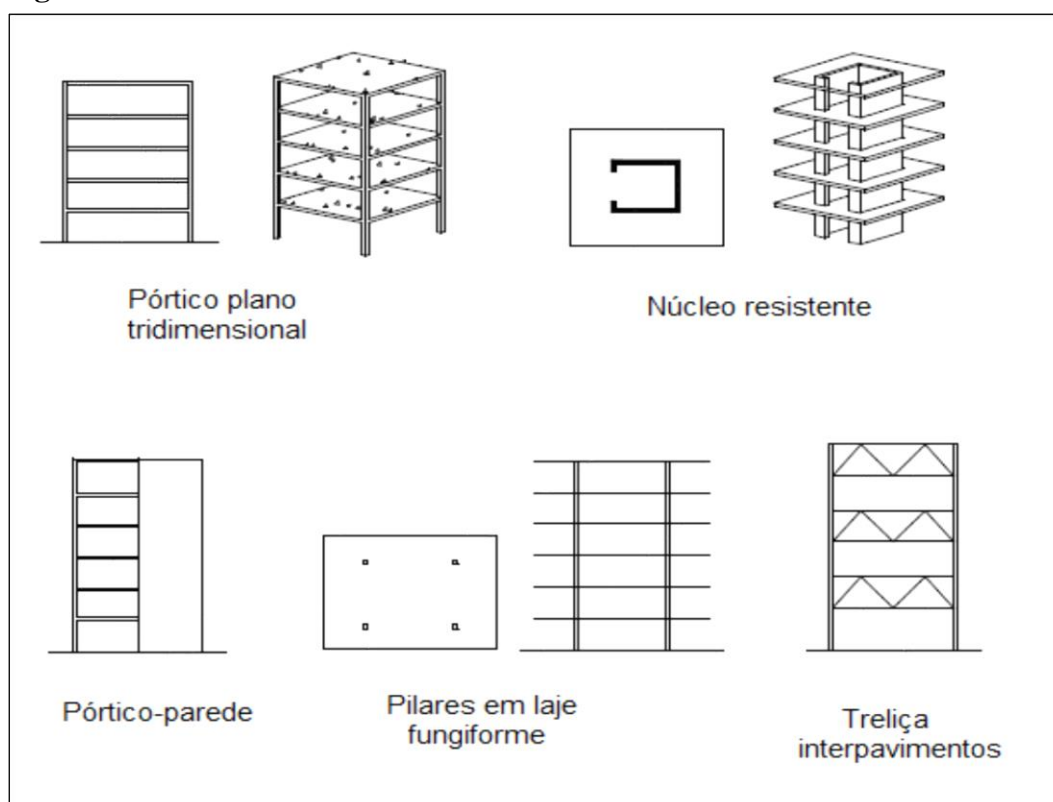 Pórtico plano
tridimensional
Núcleo resistente
Pórtico-parede
Pilares em laje
fungiforme
Treliça
interpavimentos